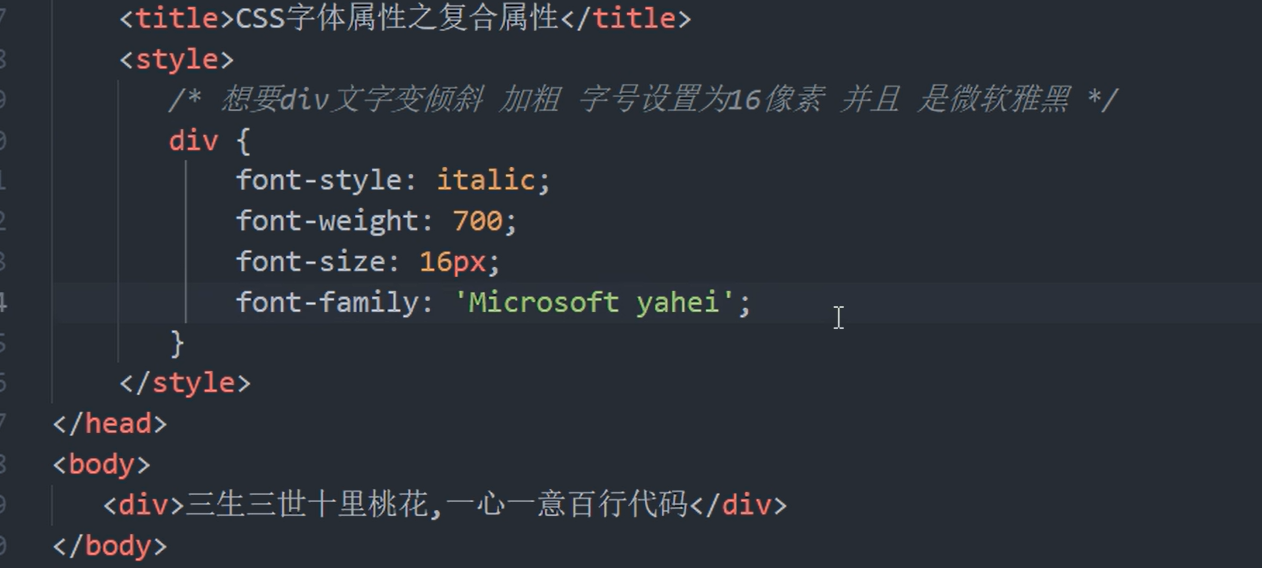 <title>CSS字体属性之复合属性</title>
<style>
/* 想要div文字变倾斜 加粗 字号设置为16像素 并且 是微软雅黑 */
div {
font-style: italic;
font-weight: 700;
font-size: 16px;
font-family: 'Microsoft yahei';
}
</style>
</head>
<body>
<div>三生三世十里桃花,一心一意百行代码</div>
</body>